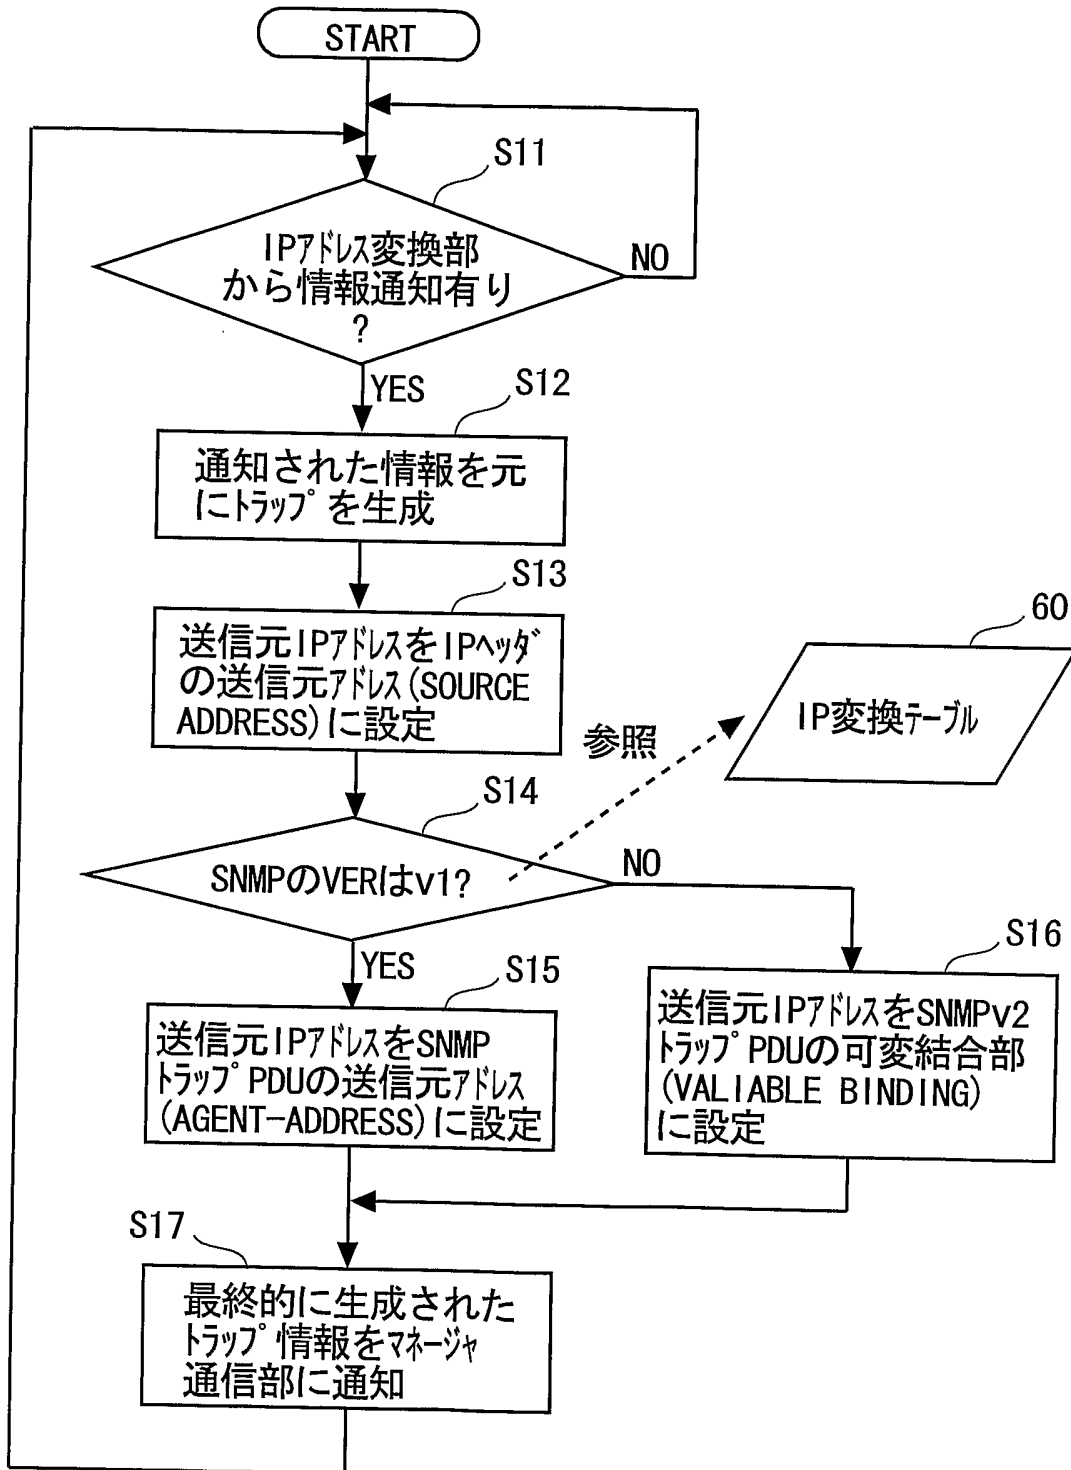 START
S11
IPアドレス変換部
から情報通知有り
?
NO
YES
S12
通知された情報を元
にトラップを生成
S13
送信元IPアドレスをIPヘッダ
の送信元アドレス(SOURCE
ADDRESS)に設定
60
IP変換テーブル
参照
S14
SNMPのVERはv1?
NO
YES
S15
送信元IPアドレスをSNMP
トラップPDUの送信元アドレス
(AGENT-ADDRESS)に設定
S16
送信元IPアドレスをSNMPv2
トラップPDUの可変結合部
(VALIABLE BINDING)
に設定
S17
最終的に生成された
トラップ情報をマネージャ
通信部に通知